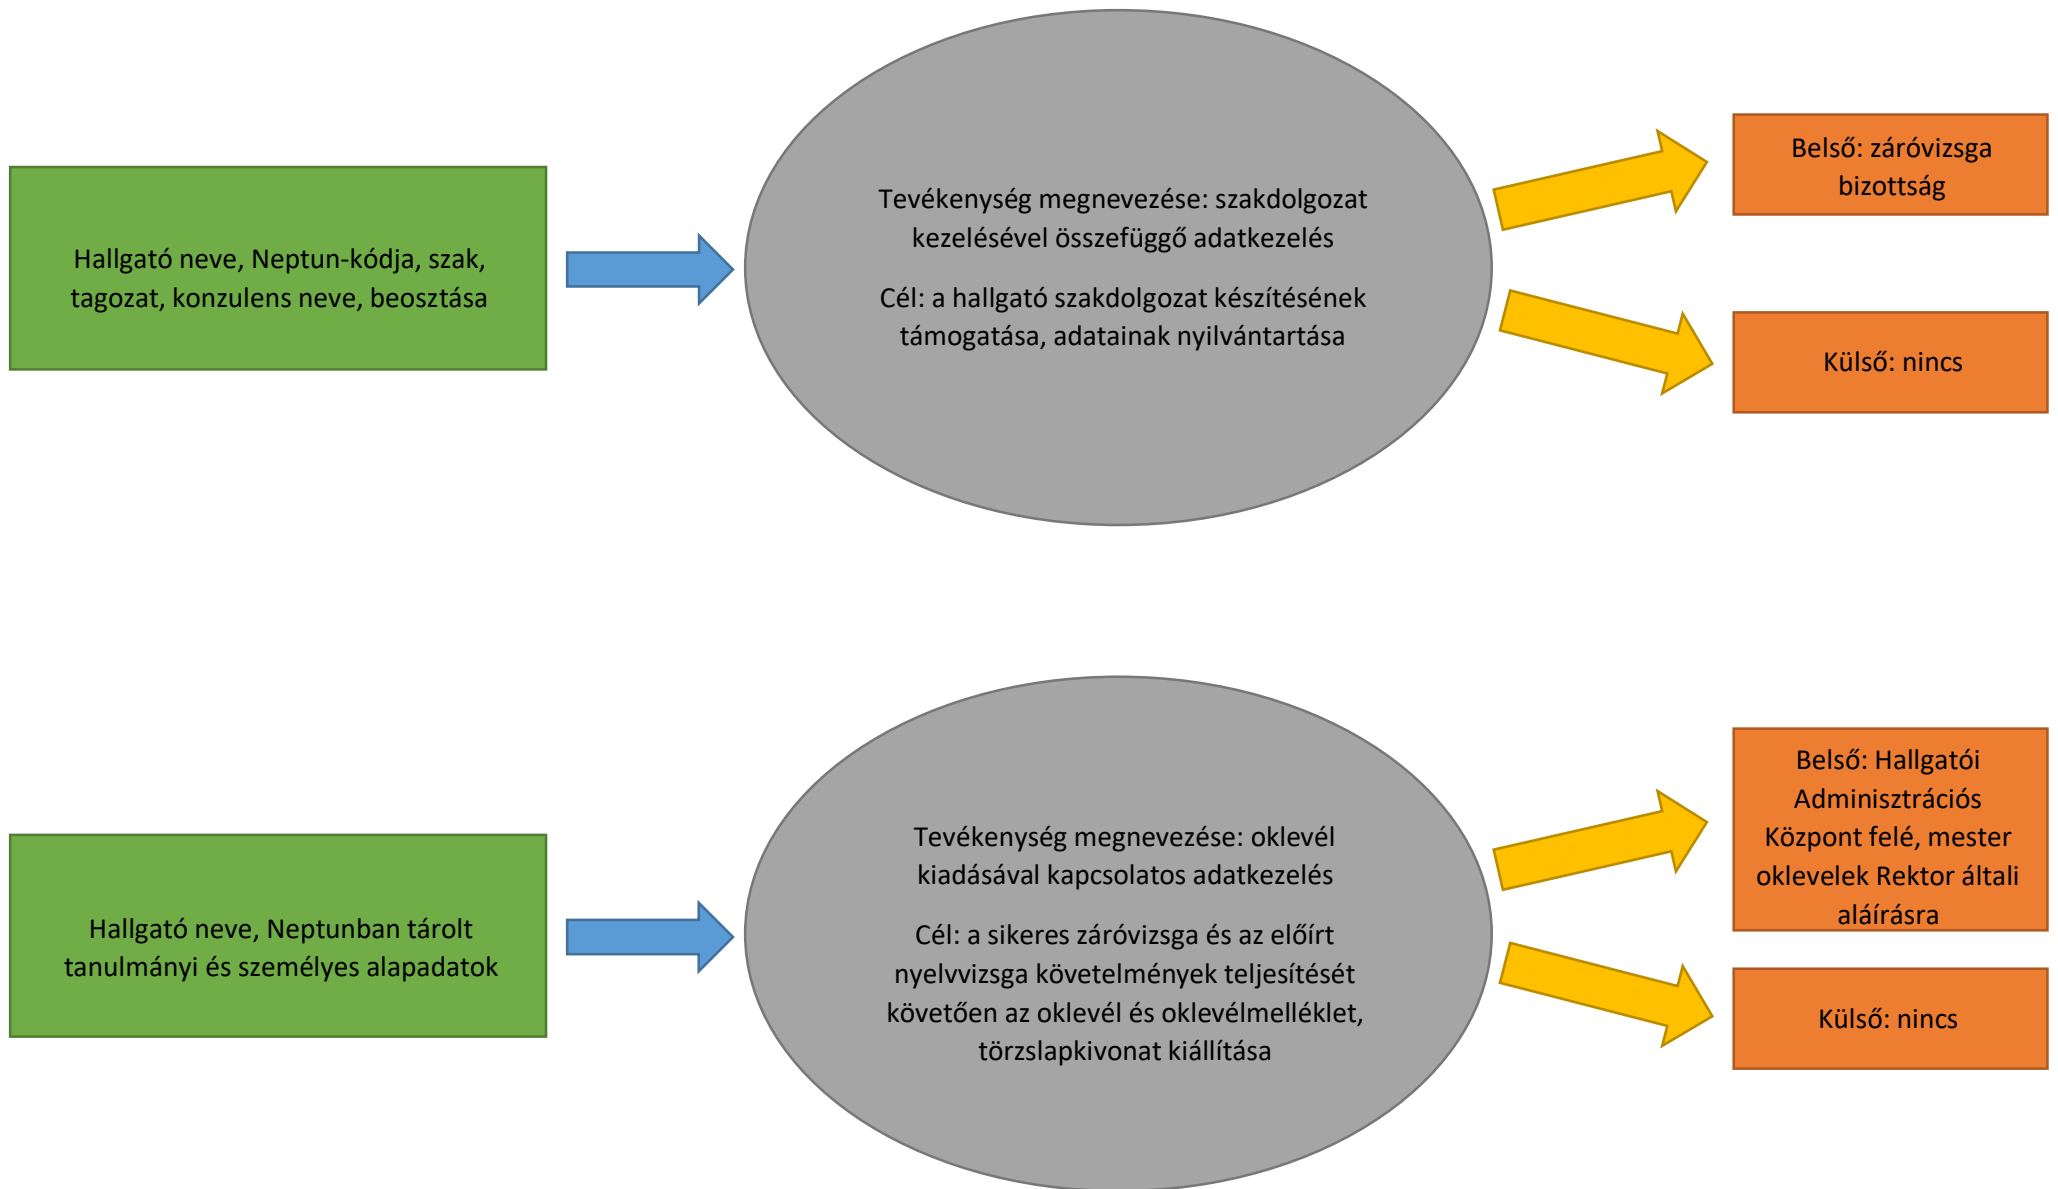 Hallgató neve, Neptun-kódja, szak,
tagozat, konzulens neve, beosztása
Tevékenység megnevezése: szakdolgozat
kezelésével összefüggő adatkezelés
Cél: a hallgató szakdolgozat készítésének
támogatása, adatainak nyilvántartása
Belső: záróvizsga
bizottság
Külső: nincs
Hallgató neve, Neptunban tárolt
tanulmányi és személyes alapadatok
Tevékenység megnevezése: oklevél
kiadásával kapcsolatos adatkezelés
Cél: a sikeres záróvizsga és az előírt
nyelvvizsga követelmények teljesítését
követően az oklevél és oklevélmelléklet,
törzslapkivonat kiállítása
Belső: Hallgatói
Adminisztrációs
Központ felé, mester
oklevelek Rektor általi
aláírásra
Külső: nincs